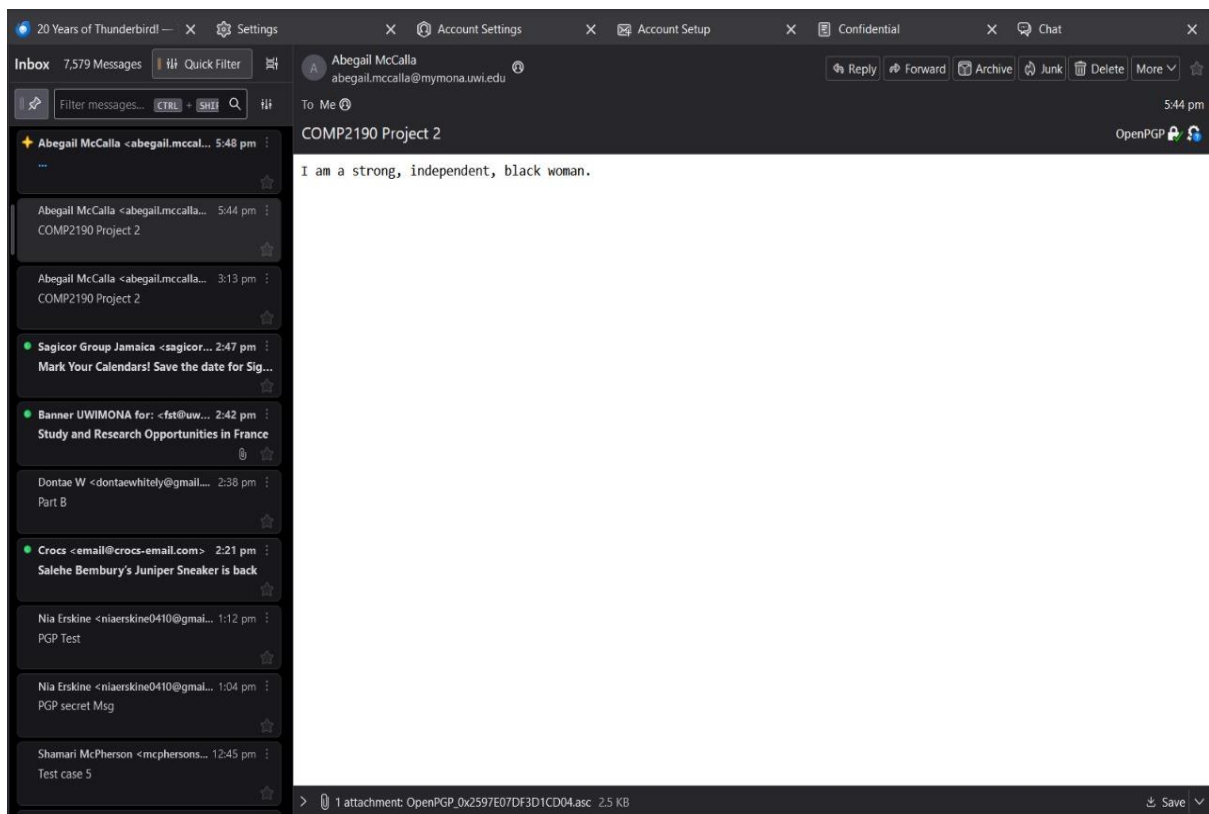 20 Years of Thunderbird! — Settings Account Settings Account Setup Confidential Chat
Inbox 7,579 Messages Quick Filter
Filter messages... CTRL + SHIF
Abegail McCalla <abegail.mccal... 5:48 pm
...
Abegail McCalla <abegail.mccalla... 5:44 pm
COMP2190 Project 2
Abegail McCalla <abegail.mccalla... 3:13 pm
COMP2190 Project 2
Sagicor Group Jamaica <sagicor... 2:47 pm
Mark Your Calendars! Save the date for Sig...
Banner UWIMONA for: <fst@uw... 2:42 pm
Study and Research Opportunities in France
Dontae W <dontaewhitely@gmail.... 2:38 pm
Part B
Crocs <email@crocs-email.com> 2:21 pm
Salehe Bembury's Juniper Sneaker is back
Nia Erskine <niaerskine0410@gmai... 1:12 pm
PGP Test
Nia Erskine <niaerskine0410@gmai... 1:04 pm
PGP secret Msg
Shamari McPherson <mcphersons... 12:45 pm
Test case 5
A
Abegail McCalla
abegail.mccalla@mymona.uwi.edu
Reply Forward Archive Junk Delete More
To Me 5:44 pm
COMP2190 Project 2 OpenPGP
I am a strong, independent, black woman.
1 attachment: OpenPGP_0x2597E07DF3D1CD04.asc 2.5 KB Save